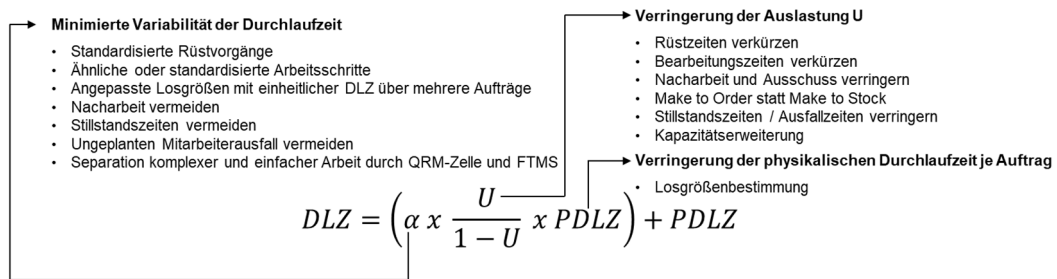 Minimierte Variabilität der Durchlaufzeit
• Standardisierte Rüstvorgänge
• Ähnliche oder standardisierte Arbeitsschritte
• Angepasste Losgrößen mit einheitlicher DLZ über mehrere Aufträge
• Nacharbeit vermeiden
• Stillstandszeiten vermeiden
• Ungeplanten Mitarbeiterausfall vermeiden
• Separation komplexer und einfacher Arbeit durch QRM-Zelle und FTMS
Verringerung der Auslastung U
• Rüstzeiten verkürzen
• Bearbeitungszeiten verkürzen
• Nacharbeit und Ausschuss verringern
• Make to Order statt Make to Stock
• Stillstandszeiten / Ausfallzeiten verringern
• Kapazitätserweiterung
Verringerung der physikalischen Durchlaufzeit je Auftrag
• Losgrößenbestimmung
DLZ = (α x U / (1 − U) x PDLZ) + PDLZ